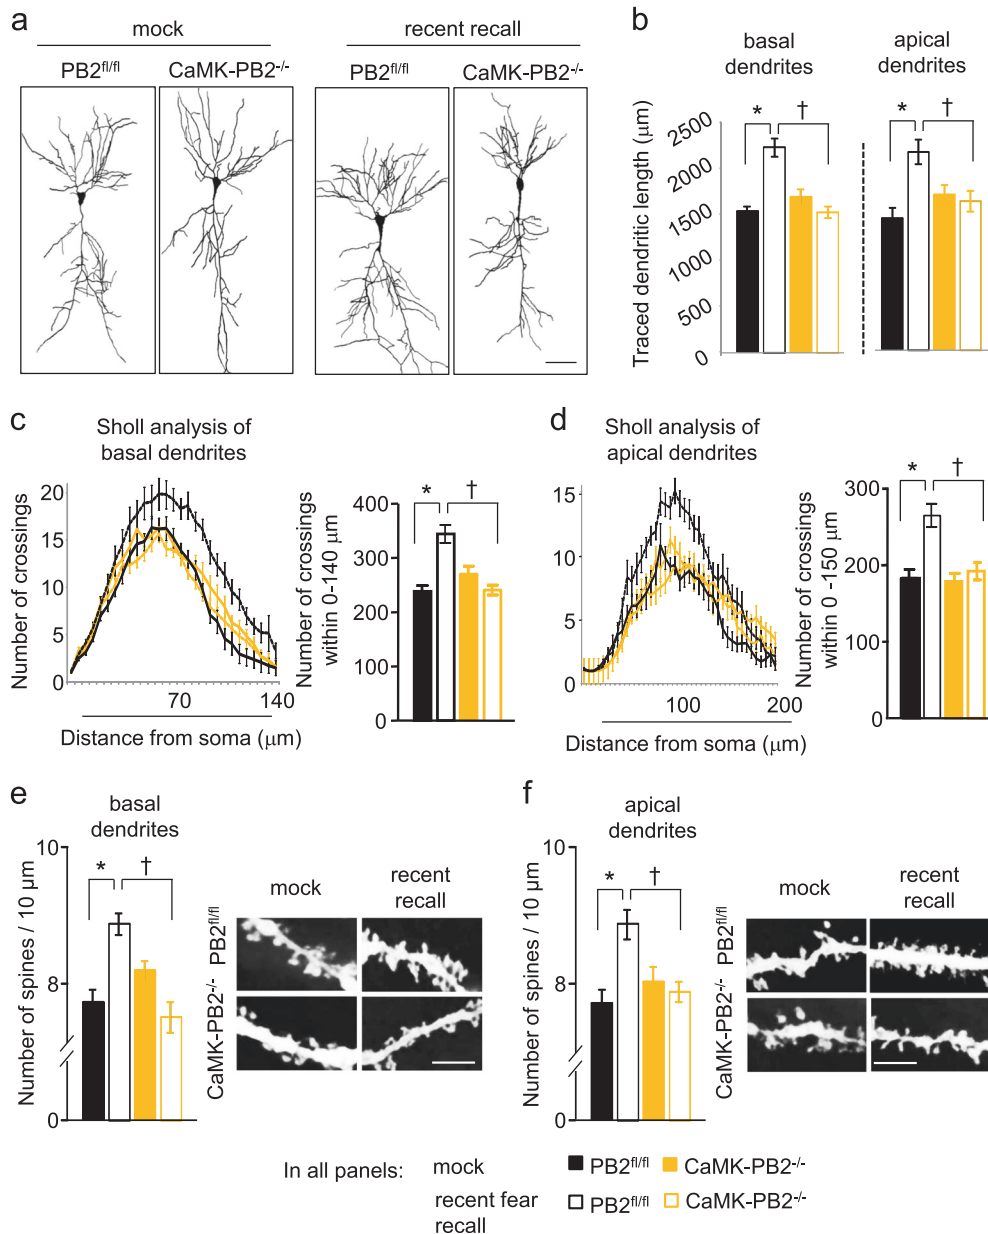 a
mock
recent recall
PB2fl/fl
CaMK-PB2-/-
PB2fl/fl
CaMK-PB2-/-
b
basal
dendrites
apical
dendrites
Traced dendritic length (μm)
2500
2000
1500
1000
500
0
* †
* †
c
Sholl analysis of
basal dendrites
Number of crossings
20
15
10
5
0
70
140
Distance from soma (μm)
Number of crossings
within 0-140 μm
400
300
200
100
0
* †
d
Sholl analysis of
apical dendrites
15
10
5
0
100
200
Distance from soma (μm)
Number of crossings
within 0 -150 μm
300
200
100
0
* †
e
basal
dendrites
Number of spines / 10 μm
10
8
0
* †
mock
recent
recall
PB2fl/fl
CaMK-PB2-/-
f
apical
dendrites
Number of spines / 10 μm
10
8
0
* †
mock
recent
recall
PB2fl/fl
CaMK-PB2-/-
In all panels:
mock
PB2fl/fl
CaMK-PB2-/-
recent fear
recall
PB2fl/fl
CaMK-PB2-/-